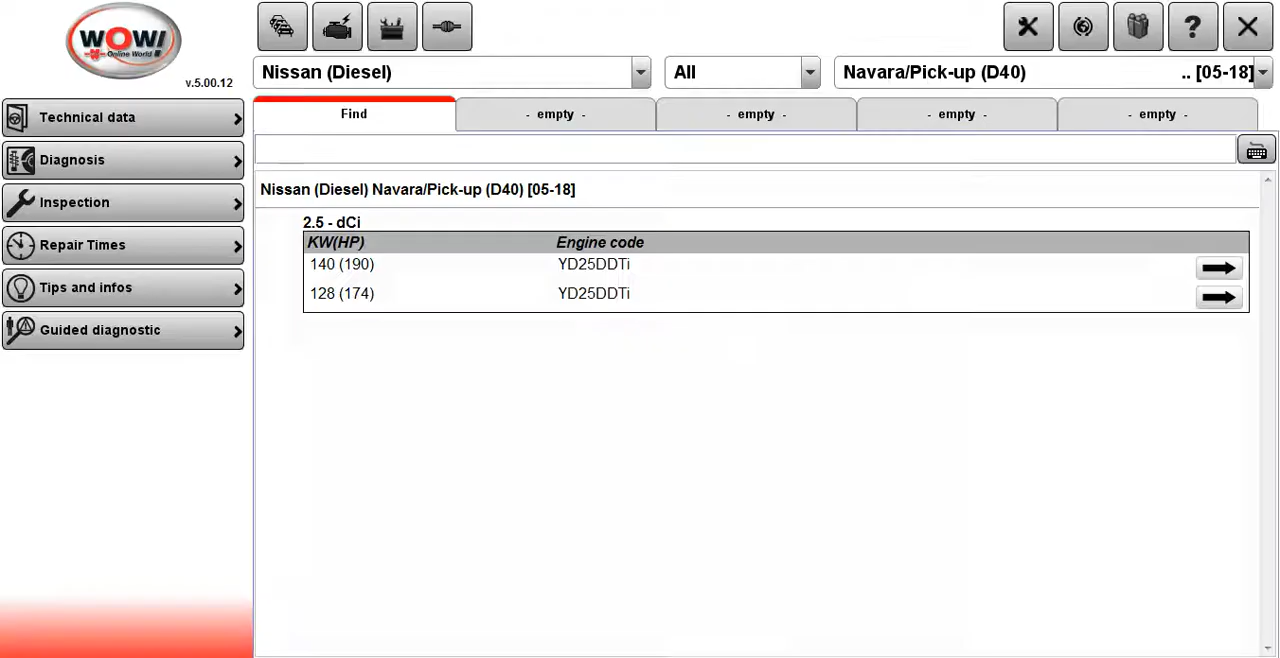 WOW!
Online World
v.5.00.12
?
Nissan (Diesel)
All
Navara/Pick-up (D40) .. [05-18]
Technical data
Diagnosis
Inspection
Repair Times
Tips and infos
Guided diagnostic
Find
- empty -
- empty -
- empty -
- empty -
Nissan (Diesel) Navara/Pick-up (D40) [05-18]
2.5 - dCi
KW(HP) Engine code
140 (190) YD25DDTi
128 (174) YD25DDTi